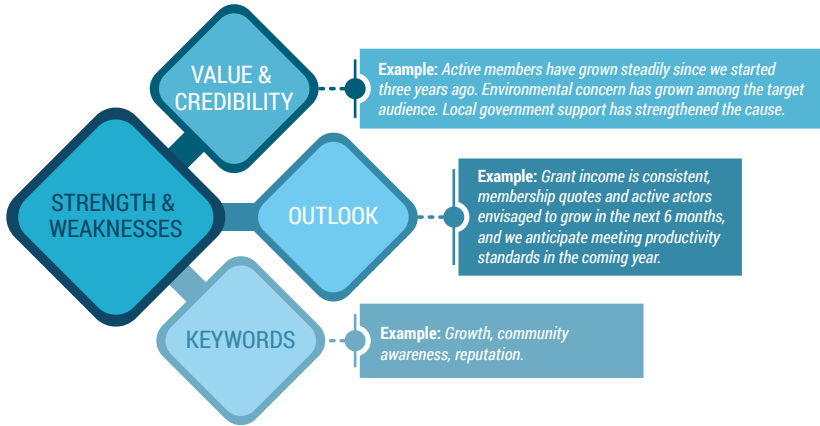 VALUE &
CREDIBILITY
Example: Active members have grown steadily since we started
three years ago. Environmental concern has grown among the target
audience. Local government support has strengthened the cause.
STRENGTH &
WEAKNESSES
OUTLOOK
Example: Grant income is consistent,
membership quotes and active actors
envisaged to grow in the next 6 months,
and we anticipate meeting productivity
standards in the coming year.
KEYWORDS
Example: Growth, community
awareness, reputation.